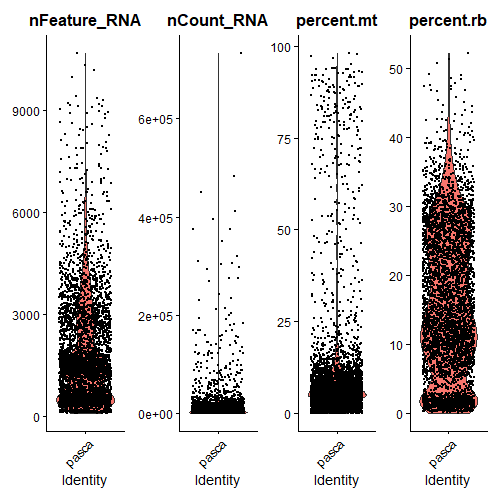 nFeature_RNA nCount_RNA percent.mt percent.rb
9000
6000
3000
0
6e+05
4e+05
2e+05
0e+00
100
75
50
25
0
50
40
30
20
10
0
pasca pasca pasca pasca
Identity Identity Identity Identity